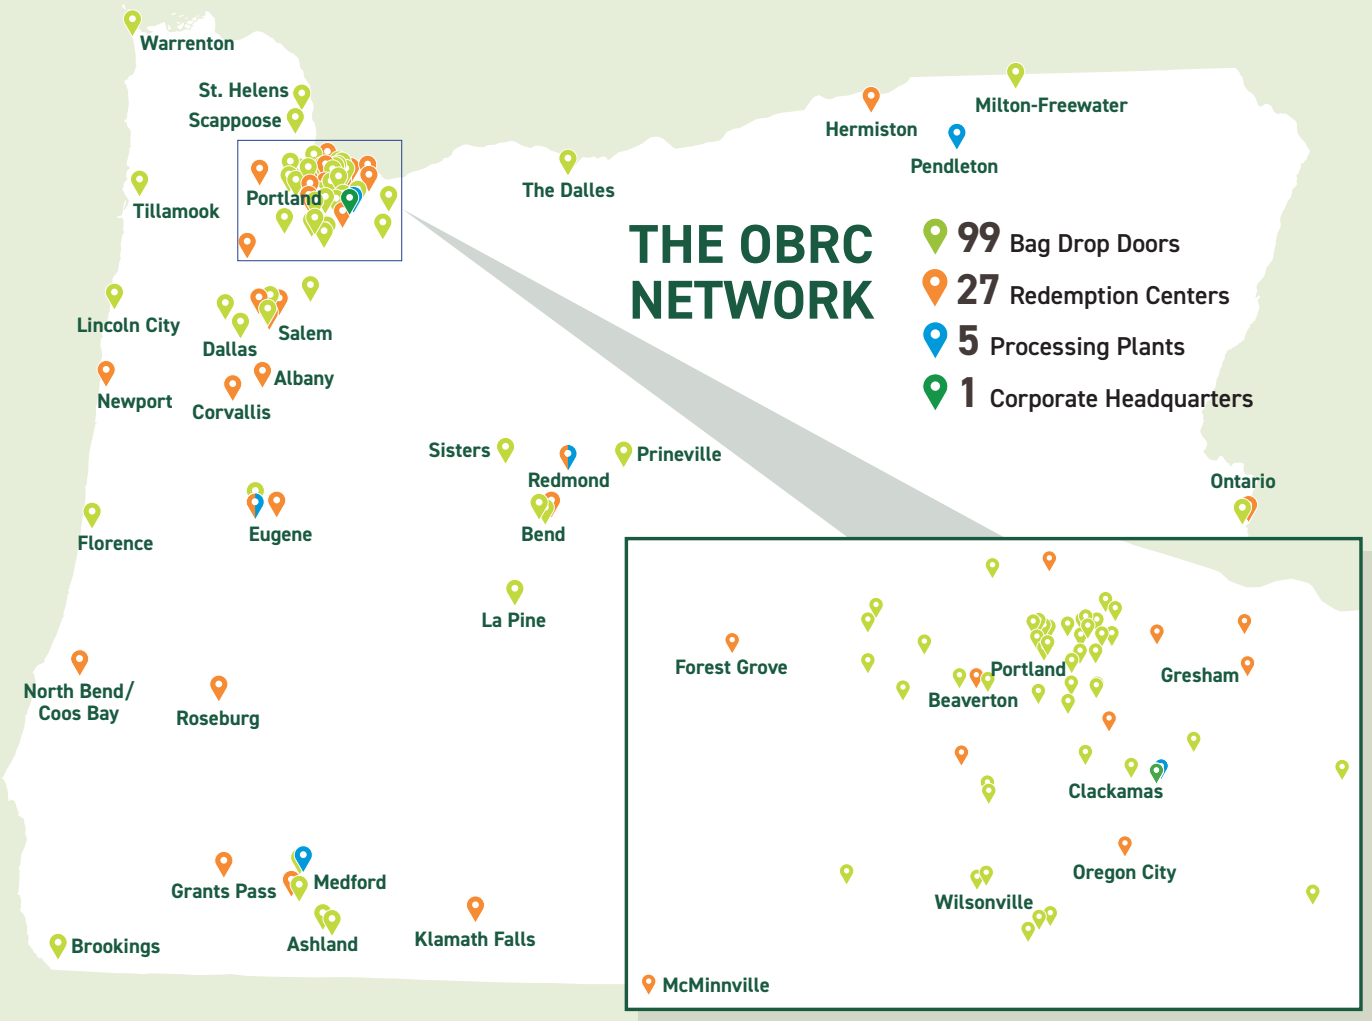 Warrenton
St. Helens
Scappoose
Portland
Tillamook
The Dalles
Hermiston
Milton-Freewater
Pendleton
THE OBRC
NETWORK
99 Bag Drop Doors
27 Redemption Centers
5 Processing Plants
1 Corporate Headquarters
Lincoln City
Dallas
Salem
Newport
Albany
Corvallis
Sisters
Redmond
Prineville
Bend
Ontario
Florence
Eugene
La Pine
North Bend/
Coos Bay
Roseburg
Grants Pass
Medford
Ashland
Klamath Falls
Brookings
Forest Grove
Portland
Beaverton
Gresham
Clackamas
Oregon City
Wilsonville
McMinnville